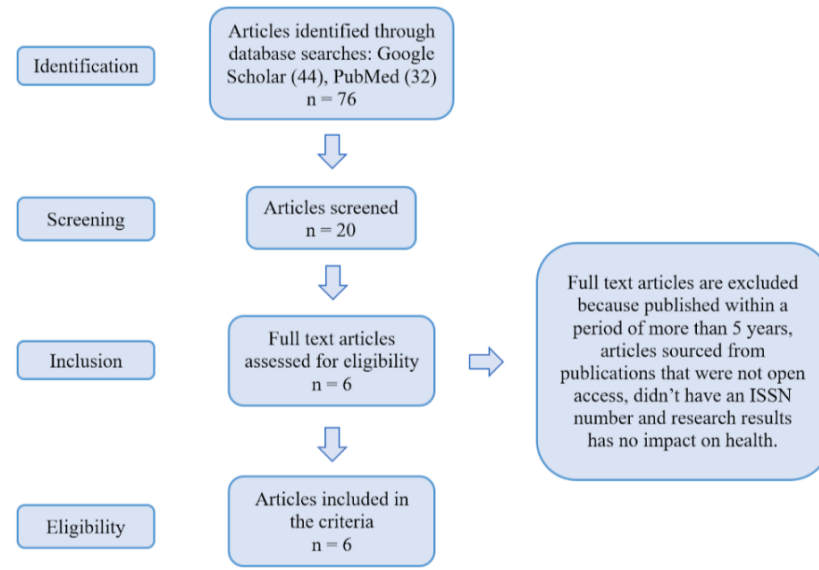 Identification
Articles identified through
database searches: Google
Scholar (44), PubMed (32)
n = 76
Screening
Articles screened
n = 20
Inclusion
Full text articles
assessed for eligibility
n = 6
Full text articles are excluded
because published within a
period of more than 5 years,
articles sourced from
publications that were not open
access, didn’t have an ISSN
number and research results
has no impact on health.
Eligibility
Articles included in
the criteria
n = 6